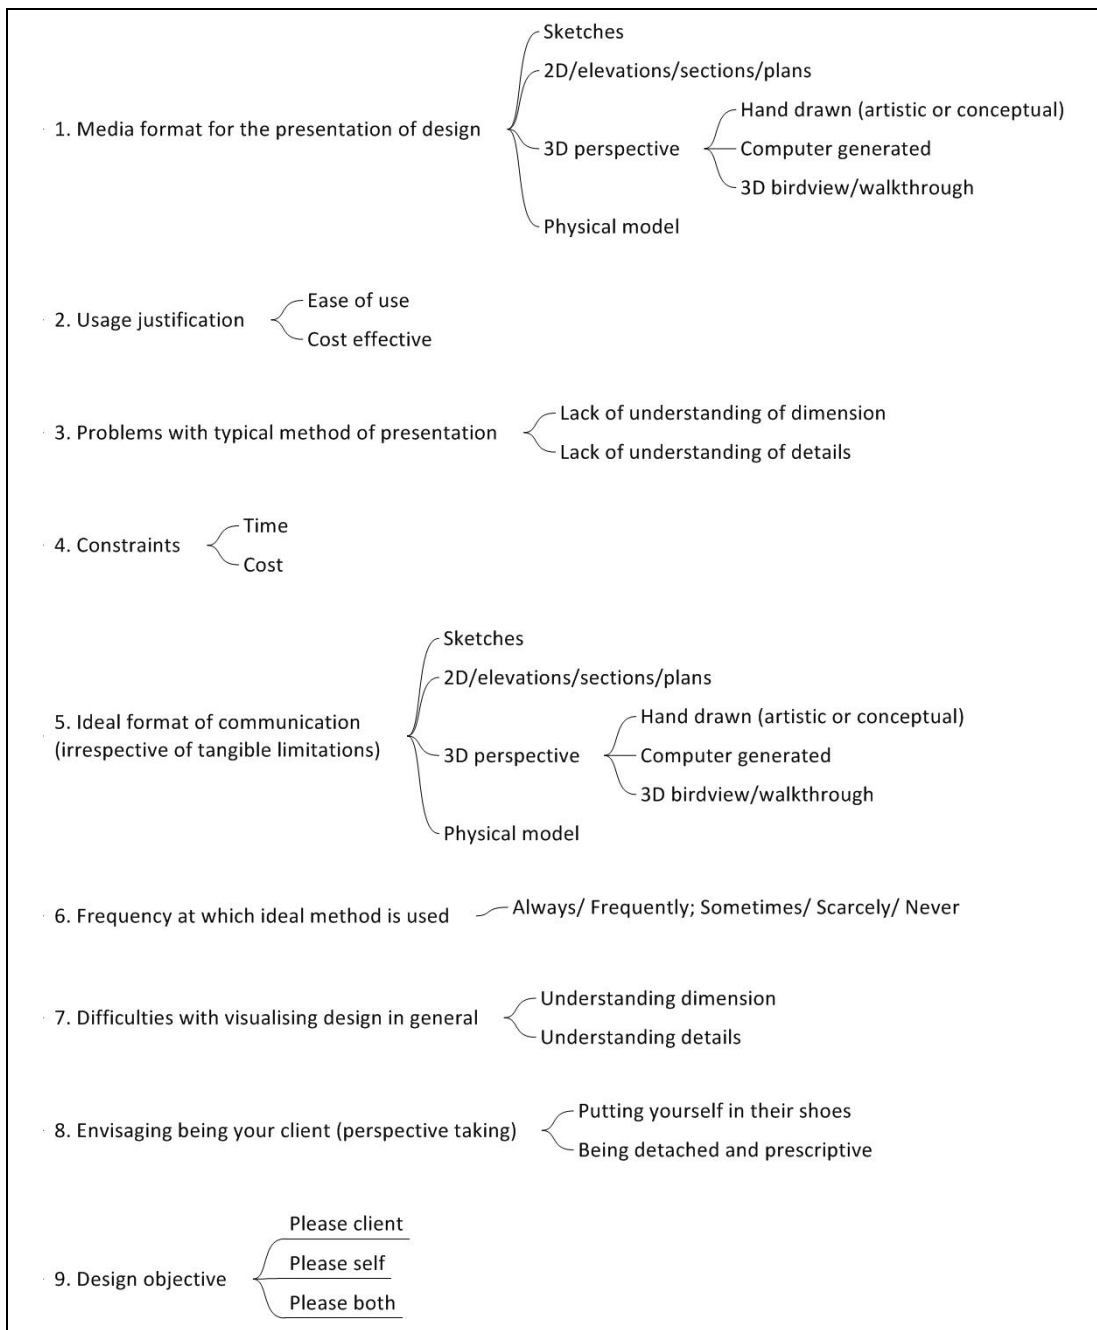 1. Media format for the presentation of design
Sketches
2D/elevations/sections/plans
3D perspective
Hand drawn (artistic or conceptual)
Computer generated
3D birdview/walkthrough
Physical model
2. Usage justification
Ease of use
Cost effective
3. Problems with typical method of presentation
Lack of understanding of dimension
Lack of understanding of details
4. Constraints
Time
Cost
5. Ideal format of communication
(irrespective of tangible limitations)
Sketches
2D/elevations/sections/plans
3D perspective
Hand drawn (artistic or conceptual)
Computer generated
3D birdview/walkthrough
Physical model
6. Frequency at which ideal method is used
Always/ Frequently; Sometimes/ Scarcely/ Never
7. Difficulties with visualising design in general
Understanding dimension
Understanding details
8. Envisaging being your client (perspective taking)
Putting yourself in their shoes
Being detached and prescriptive
9. Design objective
Please client
Please self
Please both